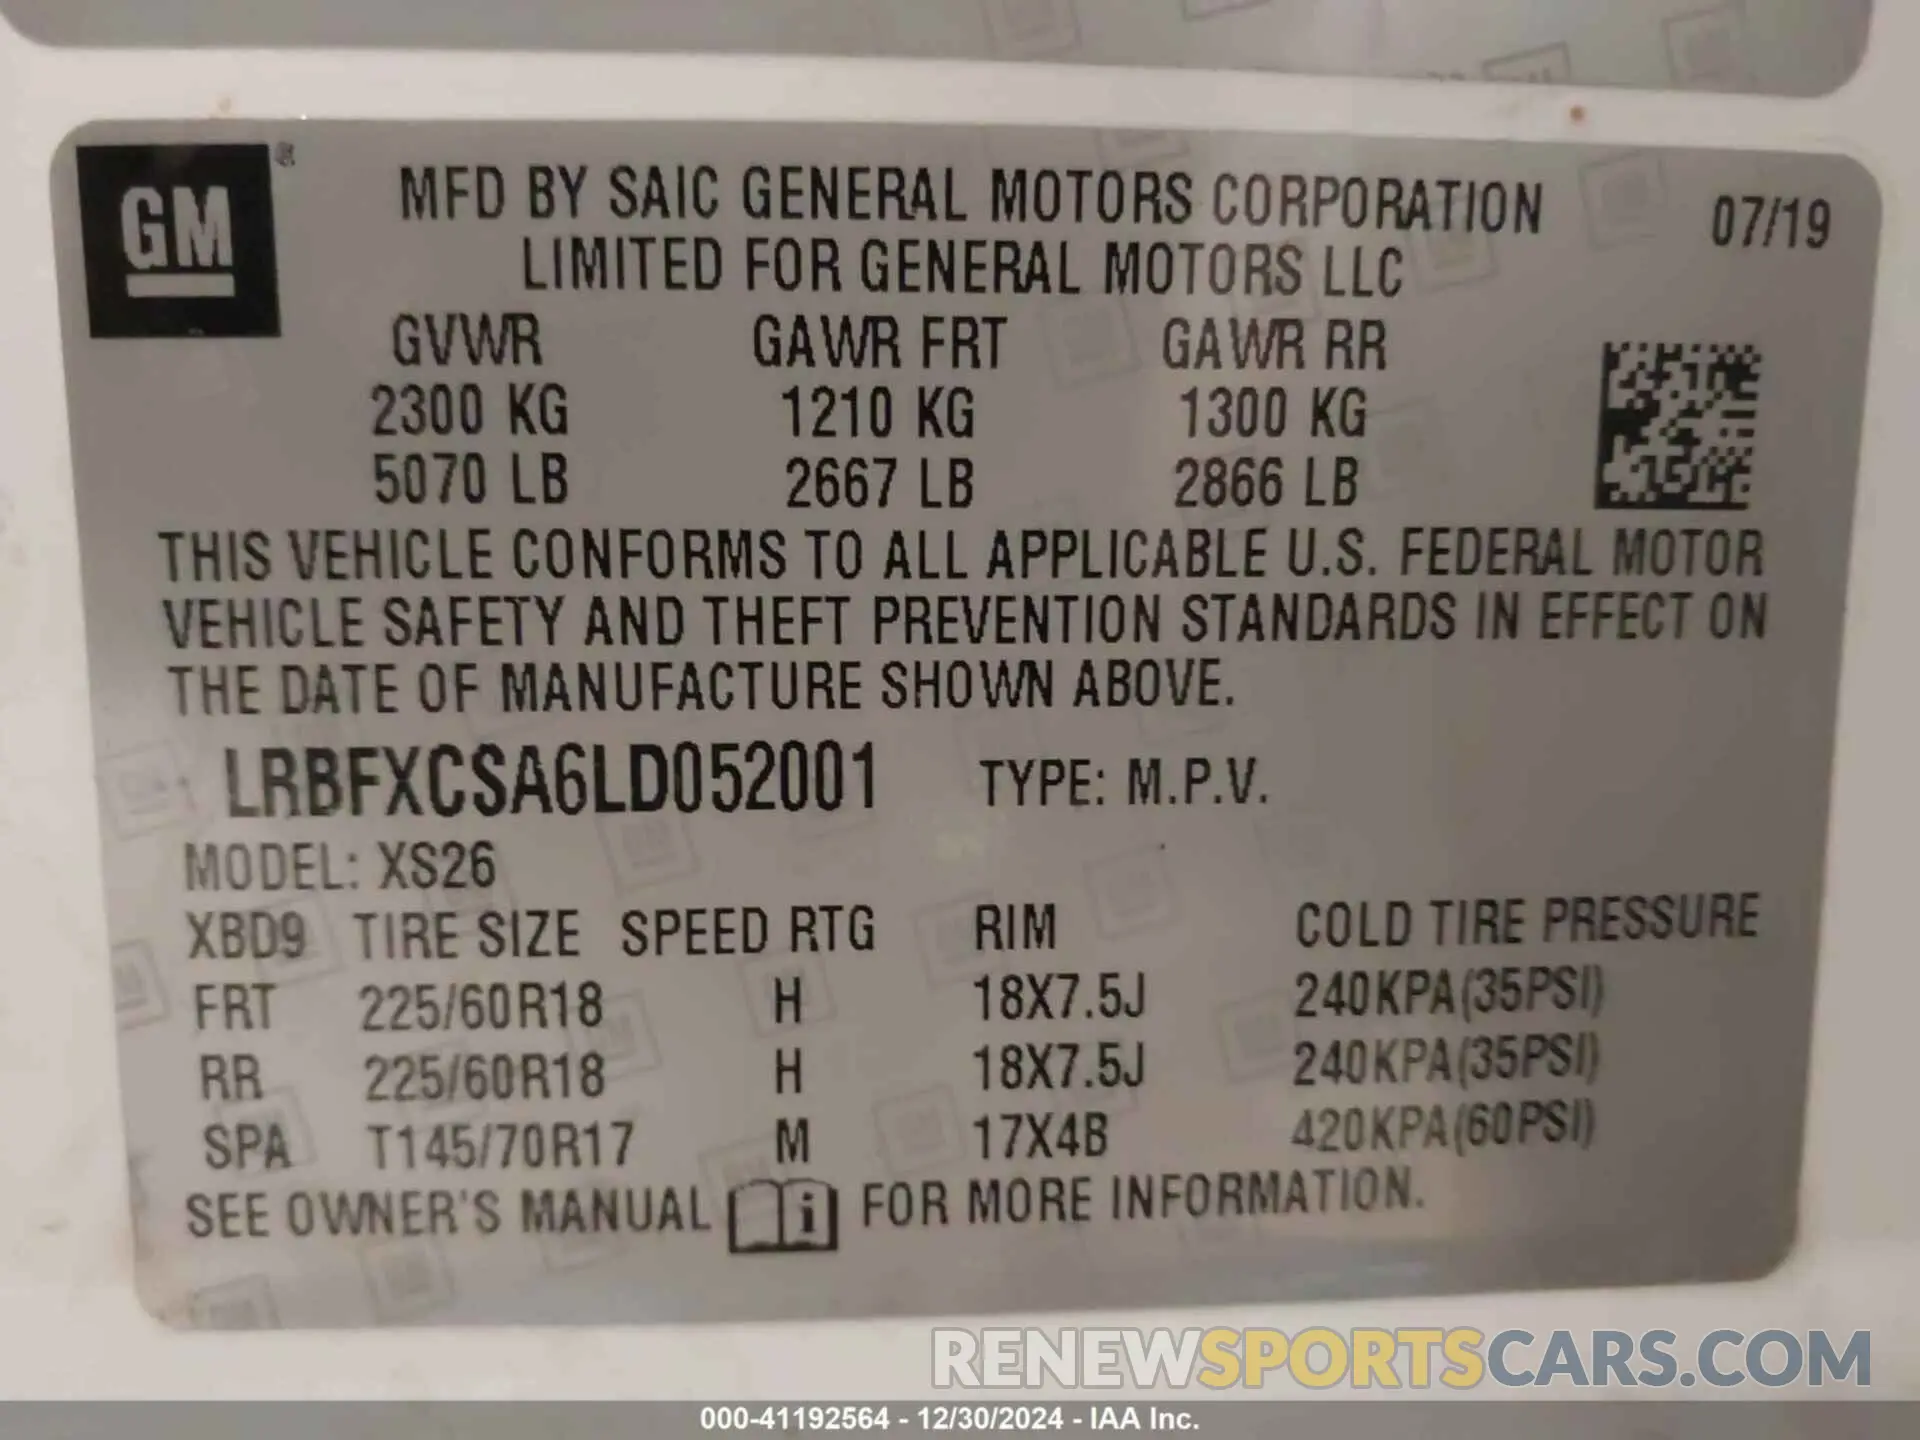 GM ®
MFD BY SAIC GENERAL MOTORS CORPORATION 07/19
LIMITED FOR GENERAL MOTORS LLC
GVWR GAWR FRT GAWR RR
2300 KG 1210 KG 1300 KG
5070 LB 2667 LB 2866 LB
THIS VEHICLE CONFORMS TO ALL APPLICABLE U.S. FEDERAL MOTOR
VEHICLE SAFETY AND THEFT PREVENTION STANDARDS IN EFFECT ON
THE DATE OF MANUFACTURE SHOWN ABOVE.
LRBFXCSA6LD052001 TYPE: M.P.V.
MODEL: XS26
XBD9 TIRE SIZE SPEED RTG RIM COLD TIRE PRESSURE
FRT 225/60R18 H 18X7.5J 240KPA(35PSI)
RR 225/60R18 H 18X7.5J 240KPA(35PSI)
SPA T145/70R17 M 17X4B 420KPA(60PSI)
SEE OWNER'S MANUAL i FOR MORE INFORMATION.
RENEWSPORTSCARS.COM
000-41192564 - 12/30/2024 - IAA Inc.